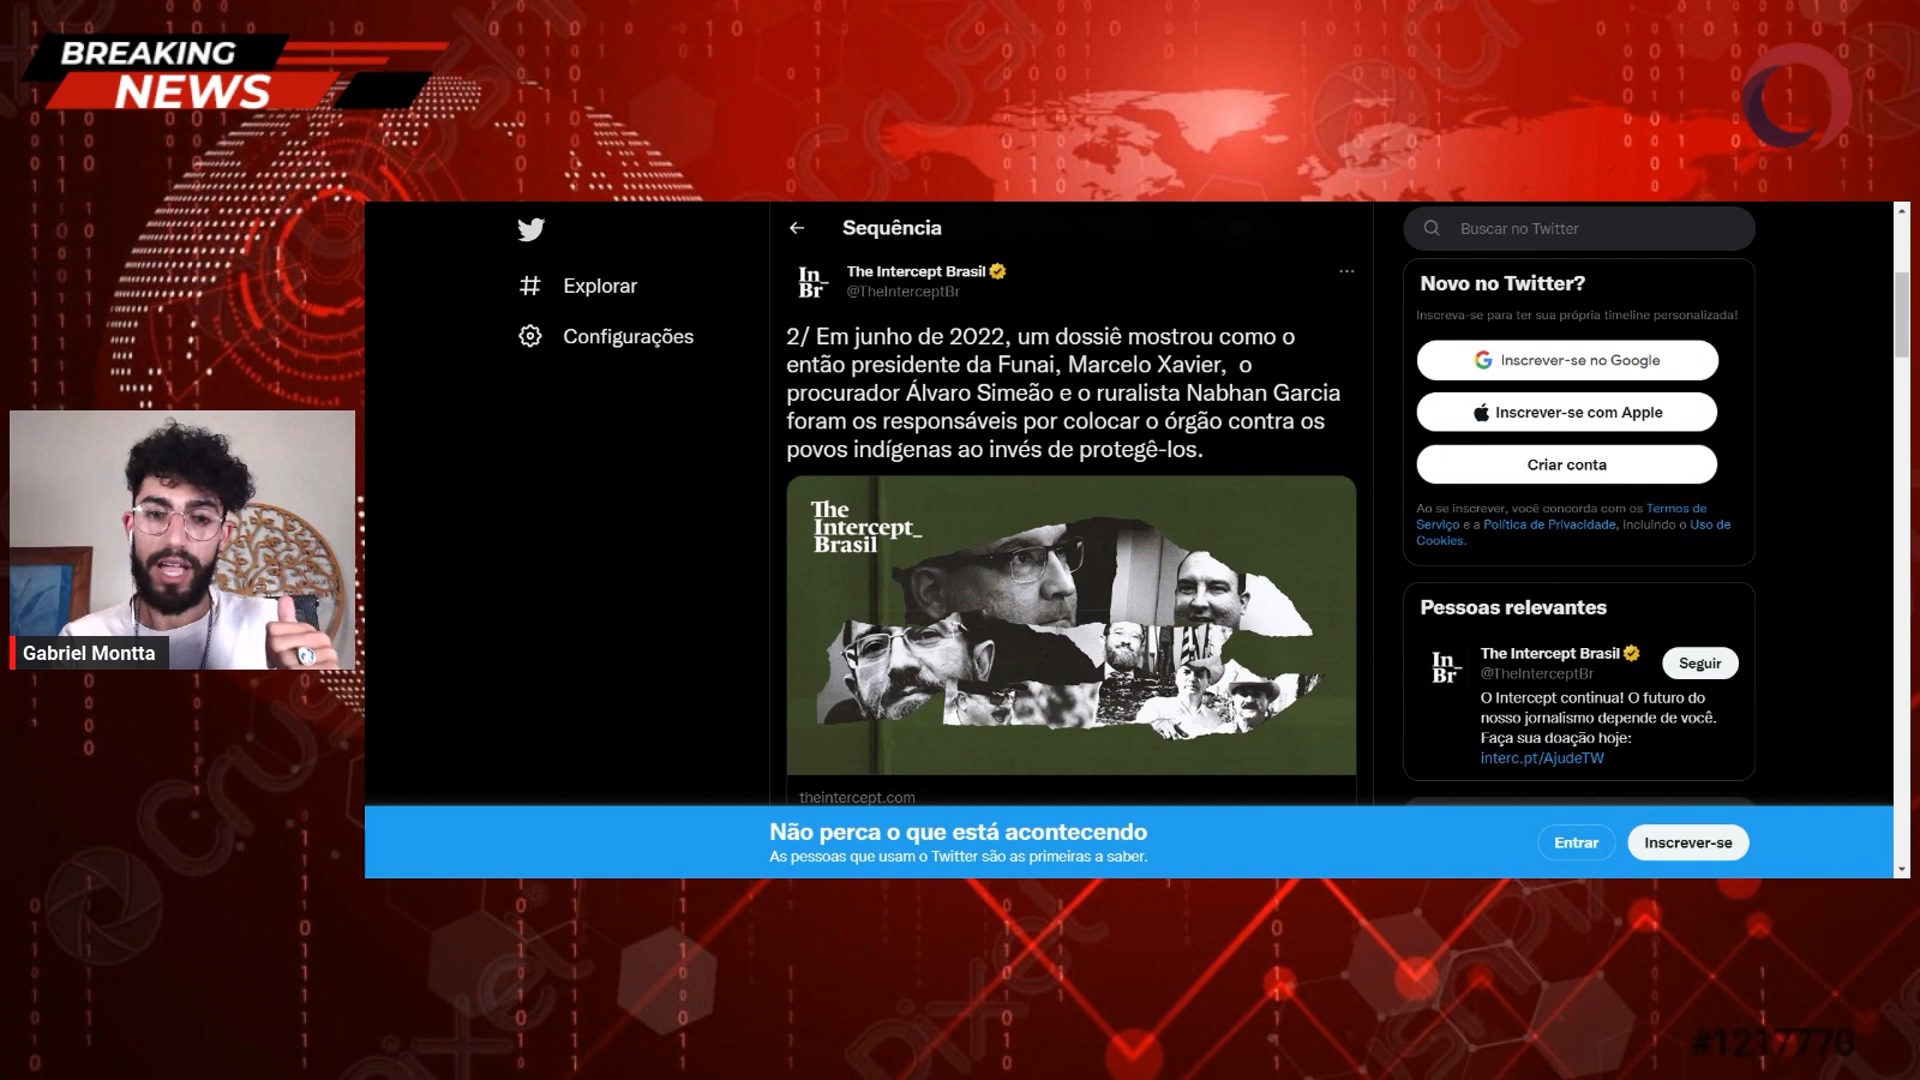 BREAKING
NEWS
Sequência
Buscar no Twitter
The Intercept Brasil
@TheInterceptBr
In_
Br
Explorar
Configurações
2/ Em junho de 2022, um dossiê mostrou como o
então presidente da Funai, Marcelo Xavier, o
procurador Álvaro Simeão e o ruralista Nabhan Garcia
foram os responsáveis por colocar o órgão contra os
povos indígenas ao invés de protegê-los.
The
Intercept_
Brasil
theintercept.com
Novo no Twitter?
Inscreva-se para ter sua própria timeline personalizada!
Inscrever-se no Google
Inscrever-se com Apple
Criar conta
Ao se inscrever, você concorda com os Termos de
Serviço e a Política de Privacidade, incluindo o Uso de
Cookies.
Pessoas relevantes
In_
Br
The Intercept Brasil
@TheInterceptBr
Seguir
O Intercept continua! O futuro do
nosso jornalismo depende de você.
Faça sua doação hoje:
interc.pt/AjudeTW
Gabriel Montta
Não perca o que está acontecendo
As pessoas que usam o Twitter são as primeiras a saber.
Entrar
Inscrever-se
#1217770